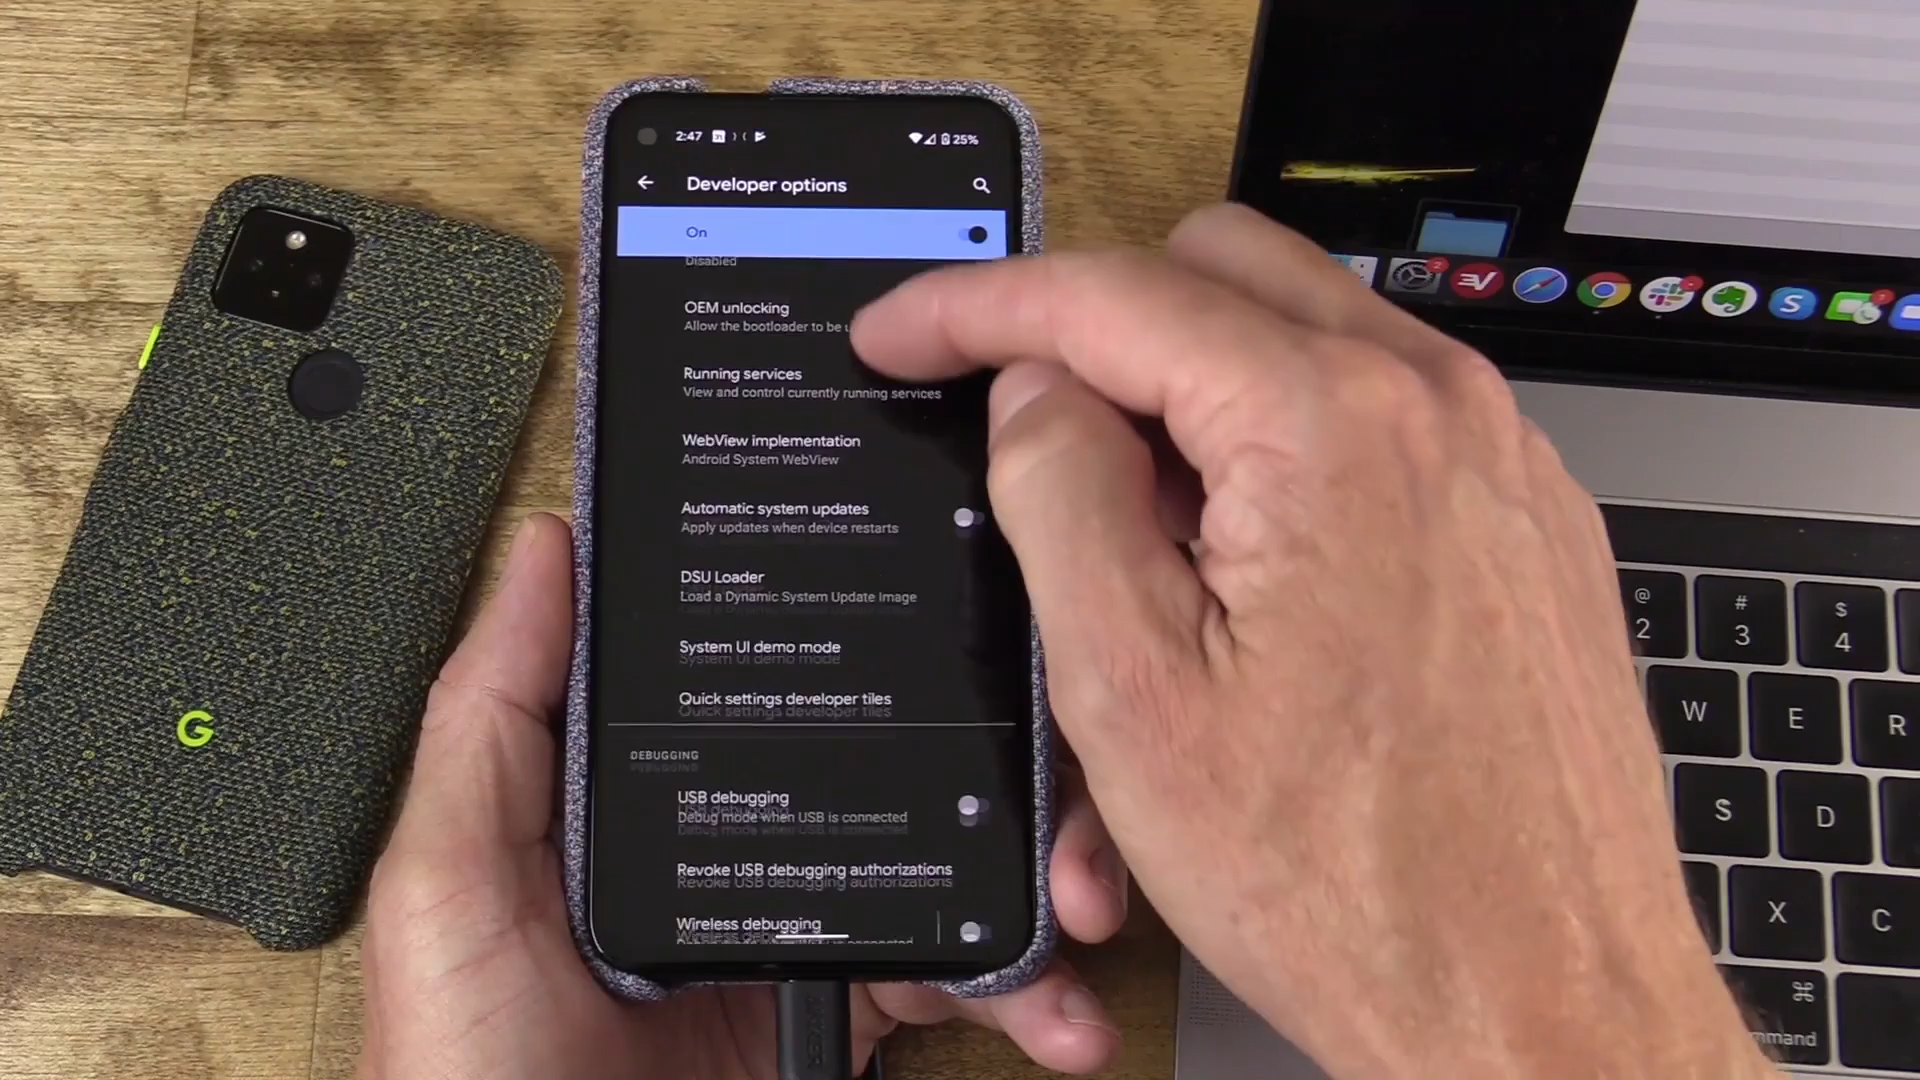 2:47
25%
Developer options
On
Disabled
OEM unlocking
Allow the bootloader to be
Running services
View and control currently running services
WebView implementation
Android System WebView
Automatic system updates
Apply updates when device restarts
DSU Loader
Load a Dynamic System Update Image
System UI demo mode
Quick settings developer tiles
DEBUGGING
USB debugging
Debug mode when USB is connected
Revoke USB debugging authorizations
Wireless debugging
G
ANKER
@
2
#
3
$
4
W
E
R
S
D
X
C
⌘
mmand